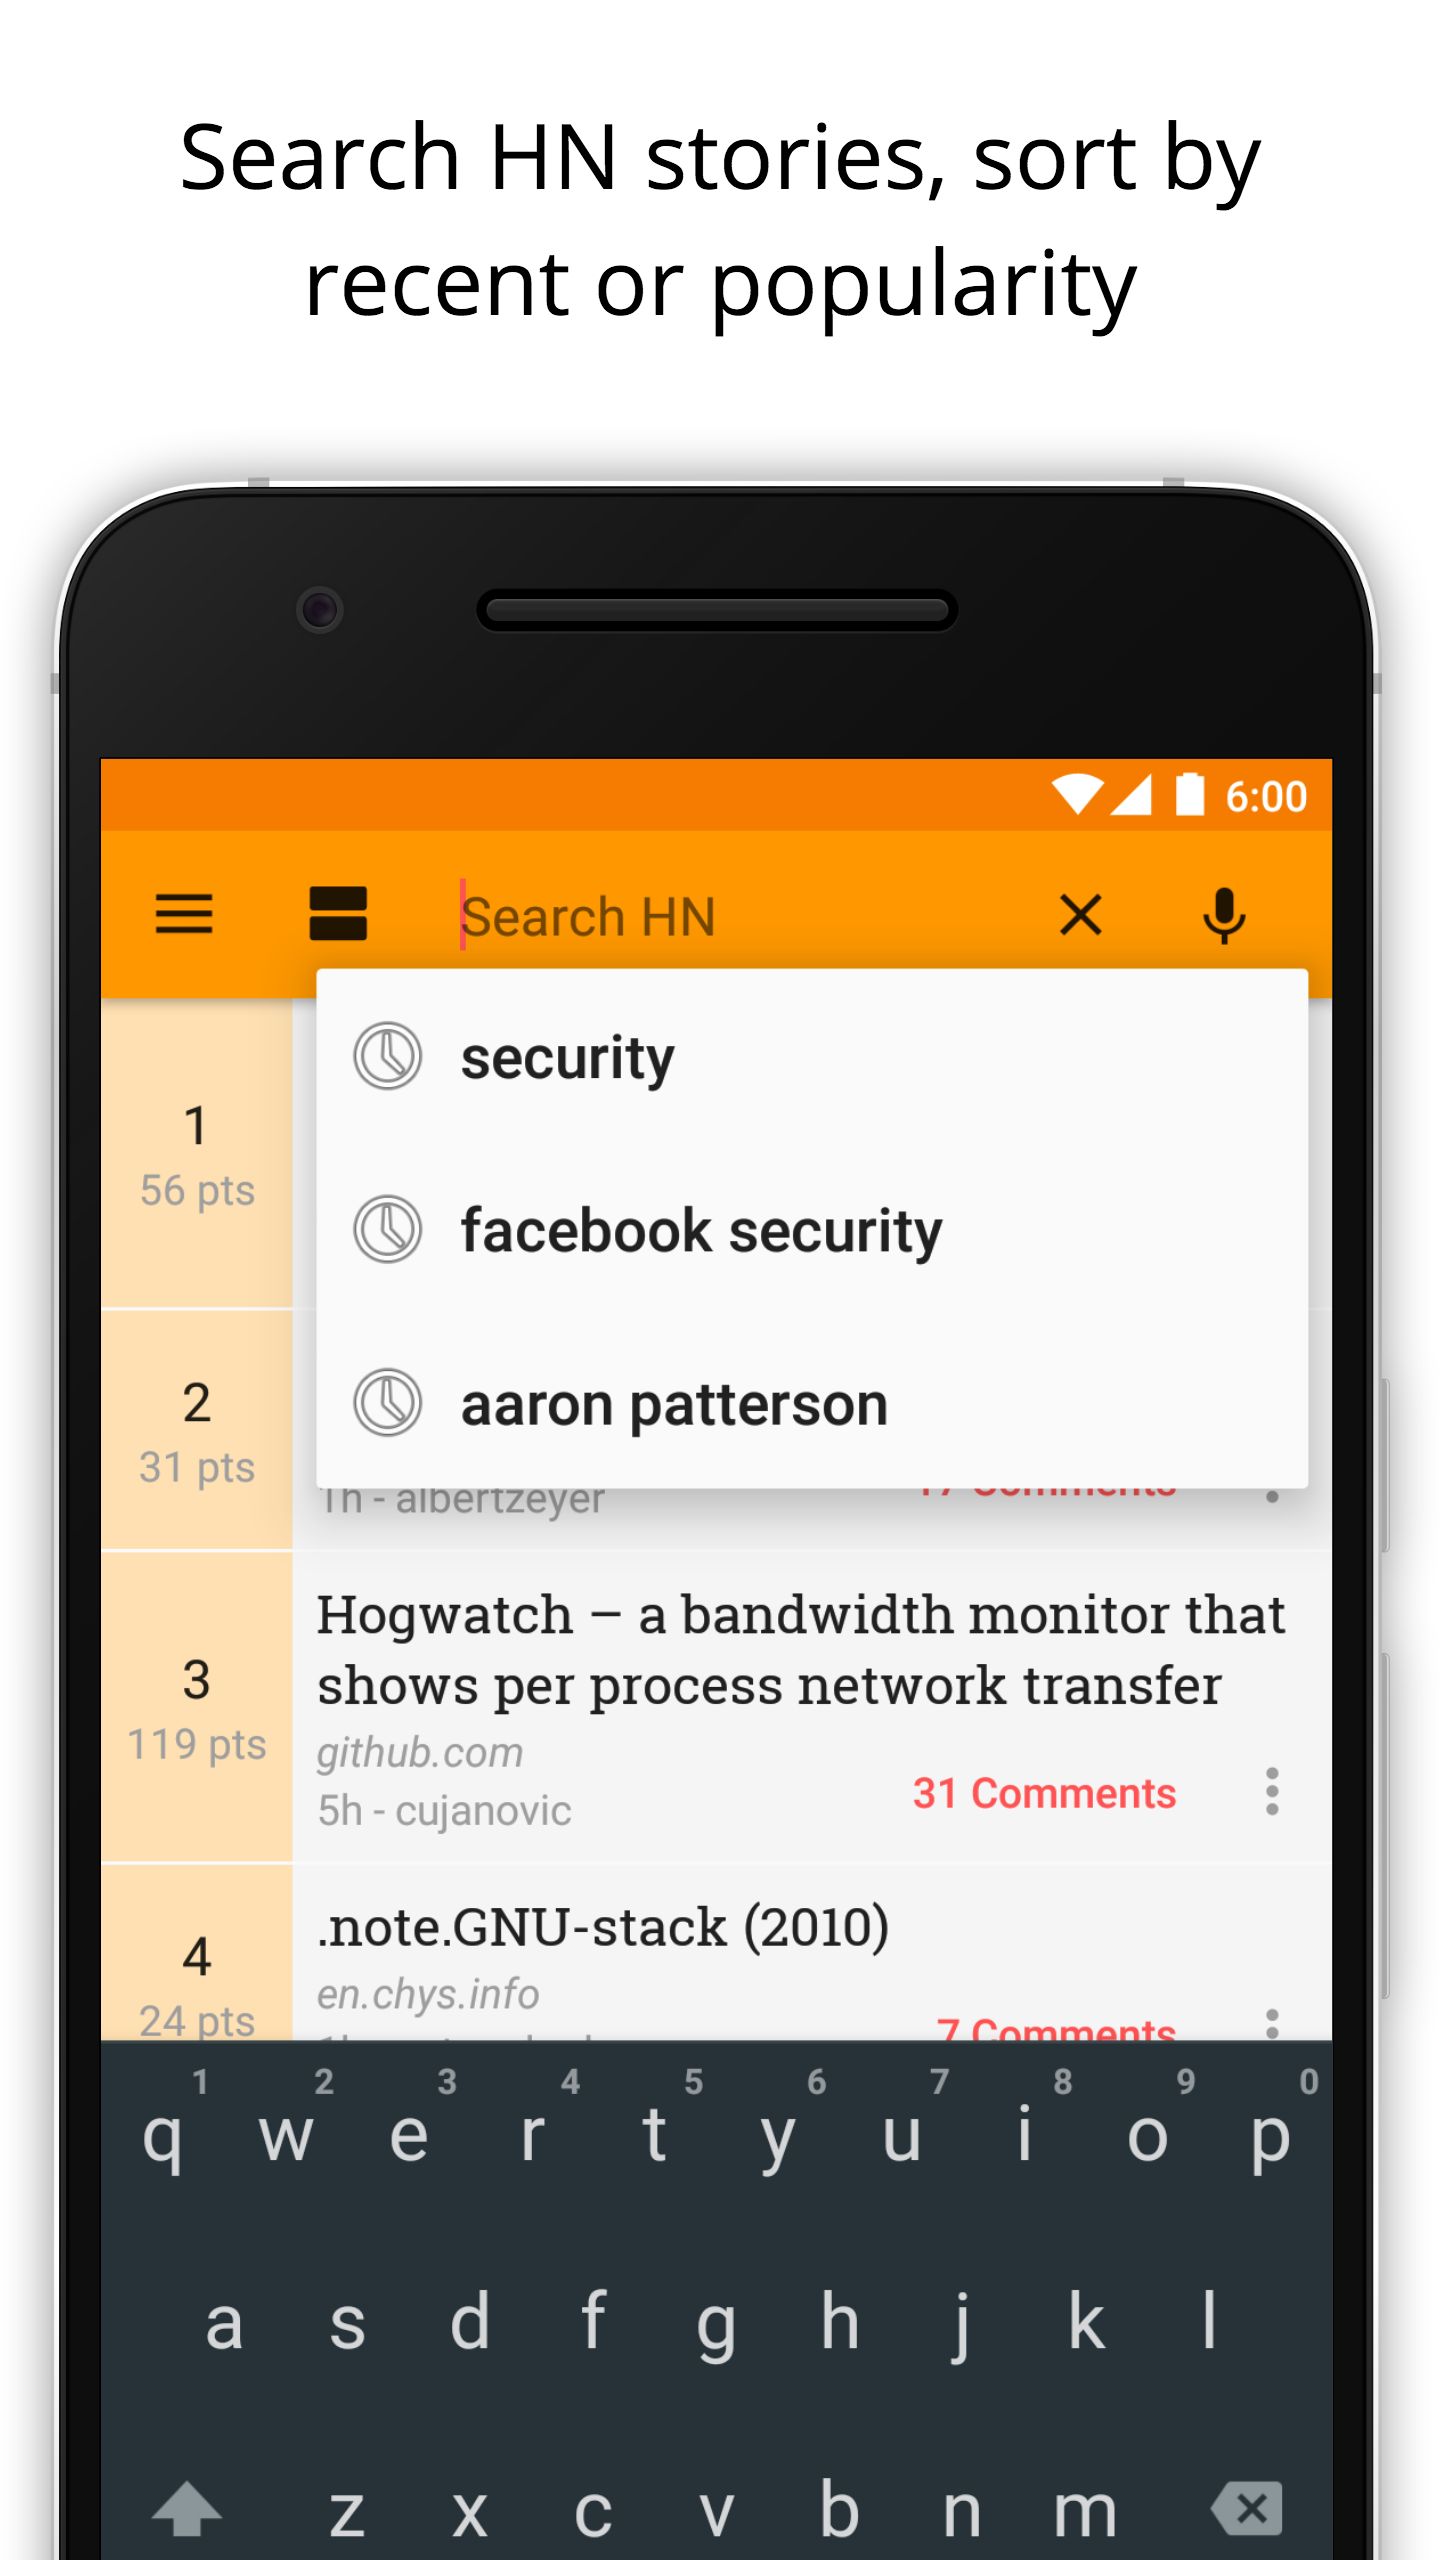 Search HN stories, sort by
recent or popularity
6:00
Search HN
security
facebook security
aaron patterson
1
56 pts
2
31 pts
1h - albertzeyer
17 Comments
3
119 pts
Hogwatch – a bandwidth monitor that
shows per process network transfer
github.com
5h - cujanovic
31 Comments
4
24 pts
.note.GNU-stack (2010)
en.chys.info
7 Comments
1 2 3 4 5 6 7 8 9 0
q w e r t y u i o p
a s d f g h j k l
z x c v b n m